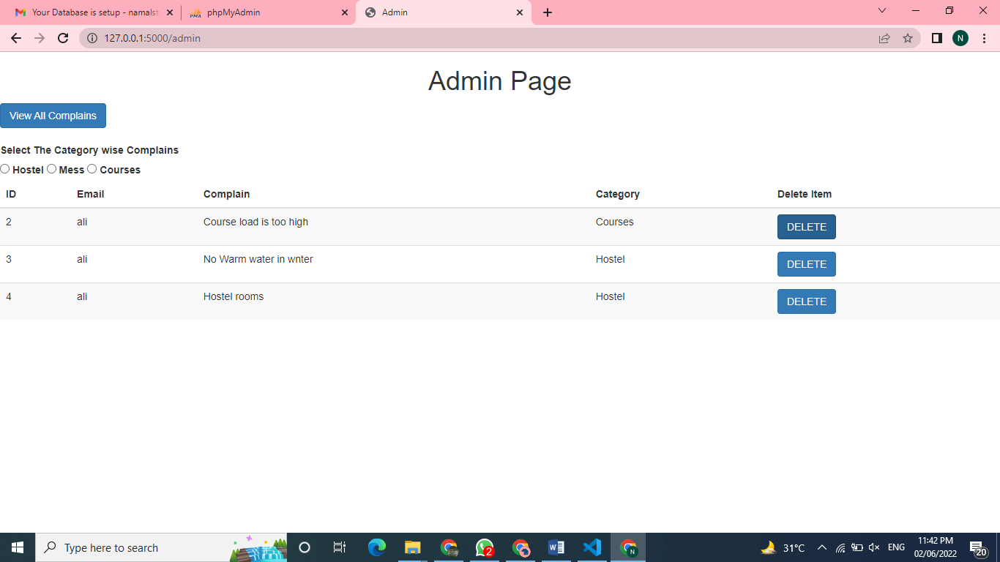 Your Database is setup - namalst
phpMyAdmin
Admin
127.0.0.1:5000/admin
N
Admin Page
View All Complains
Select The Category wise Complains
Hostel Mess Courses
ID Email Complain Category Delete Item
2 ali Course load is too high Courses DELETE
3 ali No Warm water in wnter Hostel DELETE
4 ali Hostel rooms Hostel DELETE
Type here to search
2
N
31°C
ENG
11:42 PM
02/06/2022
20